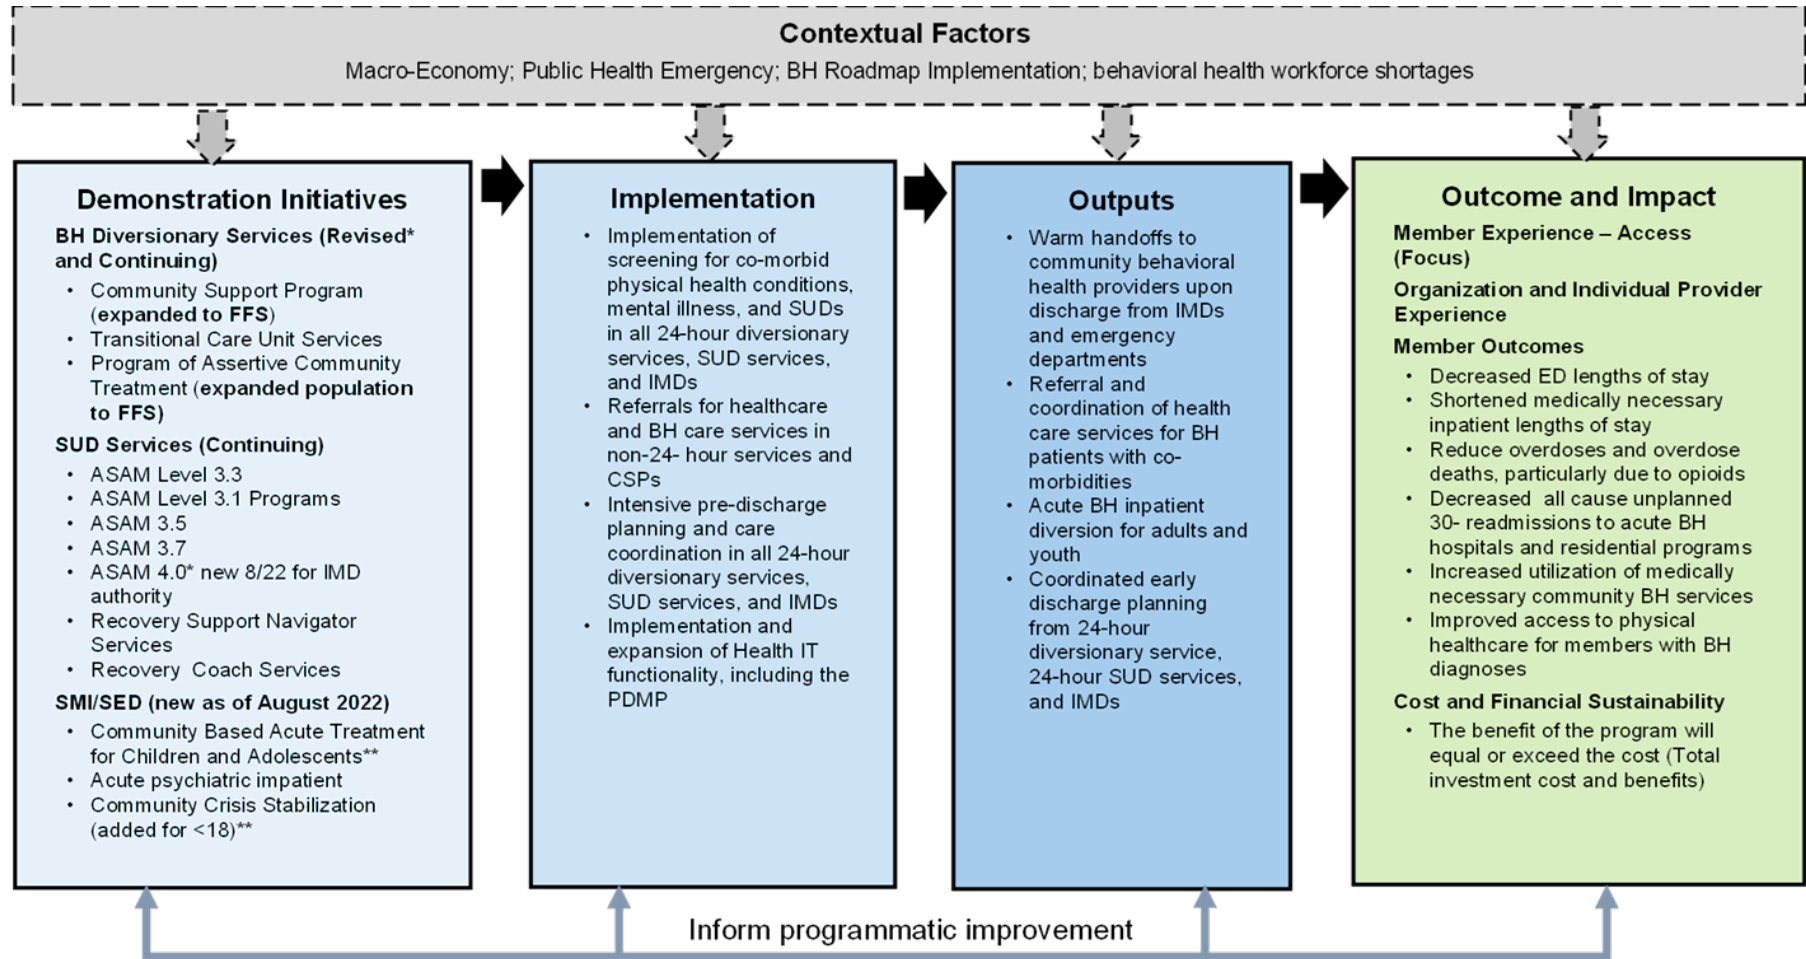 Contextual Factors
Macro-Economy; Public Health Emergency; BH Roadmap Implementation; behavioral health workforce shortages
Demonstration Initiatives
BH Diversionary Services (Revised*
and Continuing)
• Community Support Program
(expanded to FFS)
• Transitional Care Unit Services
• Program of Assertive Community
Treatment (expanded population
to FFS)
SUD Services (Continuing)
• ASAM Level 3.3
• ASAM Level 3.1 Programs
• ASAM 3.5
• ASAM 3.7
• ASAM 4.0* new 8/22 for IMD
authority
• Recovery Support Navigator
Services
• Recovery Coach Services
SMI/SED (new as of August 2022)
• Community Based Acute Treatment
for Children and Adolescents**
• Acute psychiatric impatient
• Community Crisis Stabilization
(added for <18)**
Implementation
• Implementation of
screening for co-morbid
physical health conditions,
mental illness, and SUDs
in all 24-hour diversionary
services, SUD services,
and IMDs
• Referrals for healthcare
and BH care services in
non-24- hour services and
CSPs
• Intensive pre-discharge
planning and care
coordination in all 24-hour
diversionary services,
SUD services, and IMDs
• Implementation and
expansion of Health IT
functionality, including the
PDMP
Outputs
• Warm handoffs to
community behavioral
health providers upon
discharge from IMDs
and emergency
departments
• Referral and
coordination of health
care services for BH
patients with co-
morbidities
• Acute BH inpatient
diversion for adults and
youth
• Coordinated early
discharge planning
from 24-hour
diversionary service,
24-hour SUD services,
and IMDs
Outcome and Impact
Member Experience – Access
(Focus)
Organization and Individual Provider
Experience
Member Outcomes
• Decreased ED lengths of stay
• Shortened medically necessary
inpatient lengths of stay
• Reduce overdoses and overdose
deaths, particularly due to opioids
• Decreased all cause unplanned
30- readmissions to acute BH
hospitals and residential programs
• Increased utilization of medically
necessary community BH services
• Improved access to physical
healthcare for members with BH
diagnoses
Cost and Financial Sustainability
• The benefit of the program will
equal or exceed the cost (Total
investment cost and benefits)
Inform programmatic improvement